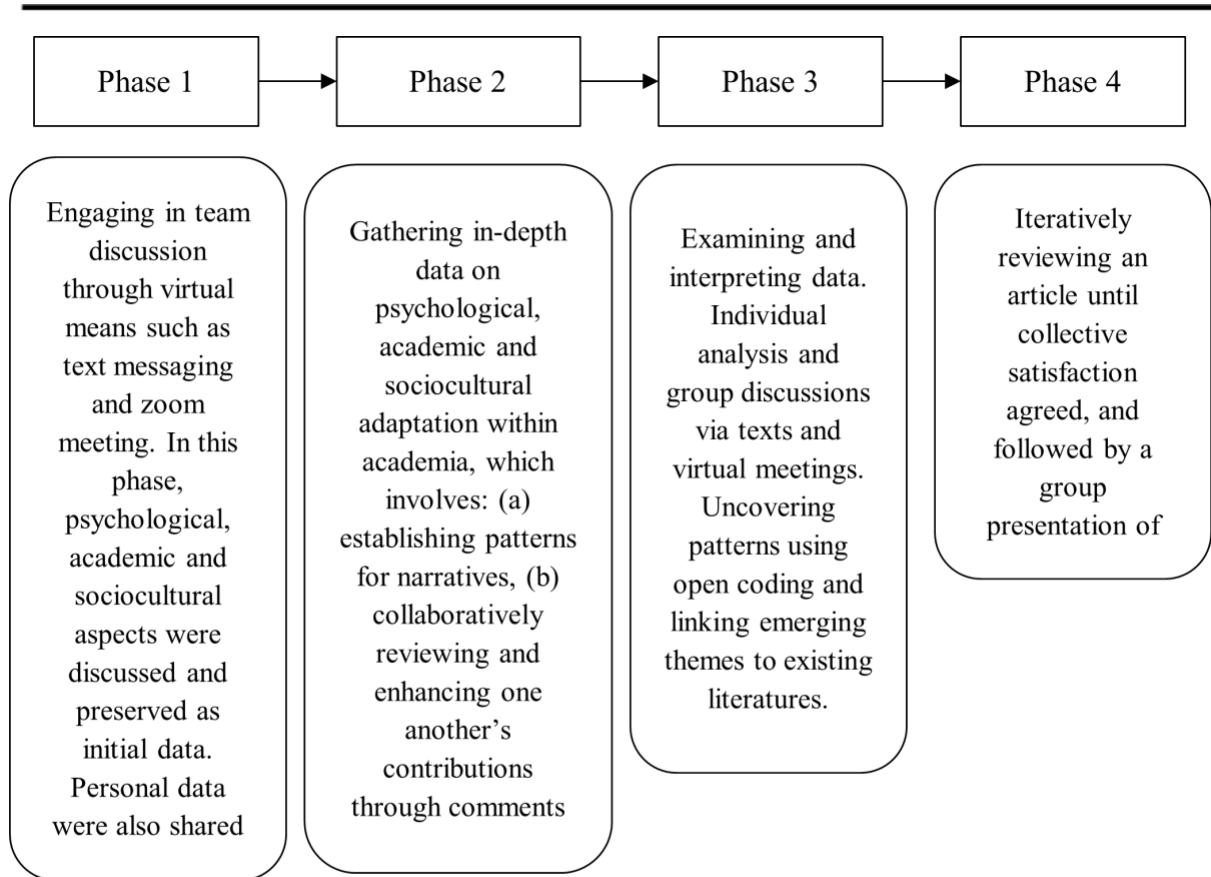 Phase 1
Phase 2
Phase 3
Phase 4
Engaging in team
discussion
through virtual
means such as
text messaging
and zoom
meeting. In this
phase,
psychological,
academic and
sociocultural
aspects were
discussed and
preserved as
initial data.
Personal data
were also shared
Gathering in-depth
data on
psychological,
academic and
sociocultural
adaptation within
academia, which
involves: (a)
establishing patterns
for narratives, (b)
collaboratively
reviewing and
enhancing one
another’s
contributions
through comments
Examining and
interpreting data.
Individual
analysis and
group discussions
via texts and
virtual meetings.
Uncovering
patterns using
open coding and
linking emerging
themes to existing
literatures.
Iteratively
reviewing an
article until
collective
satisfaction
agreed, and
followed by a
group
presentation of